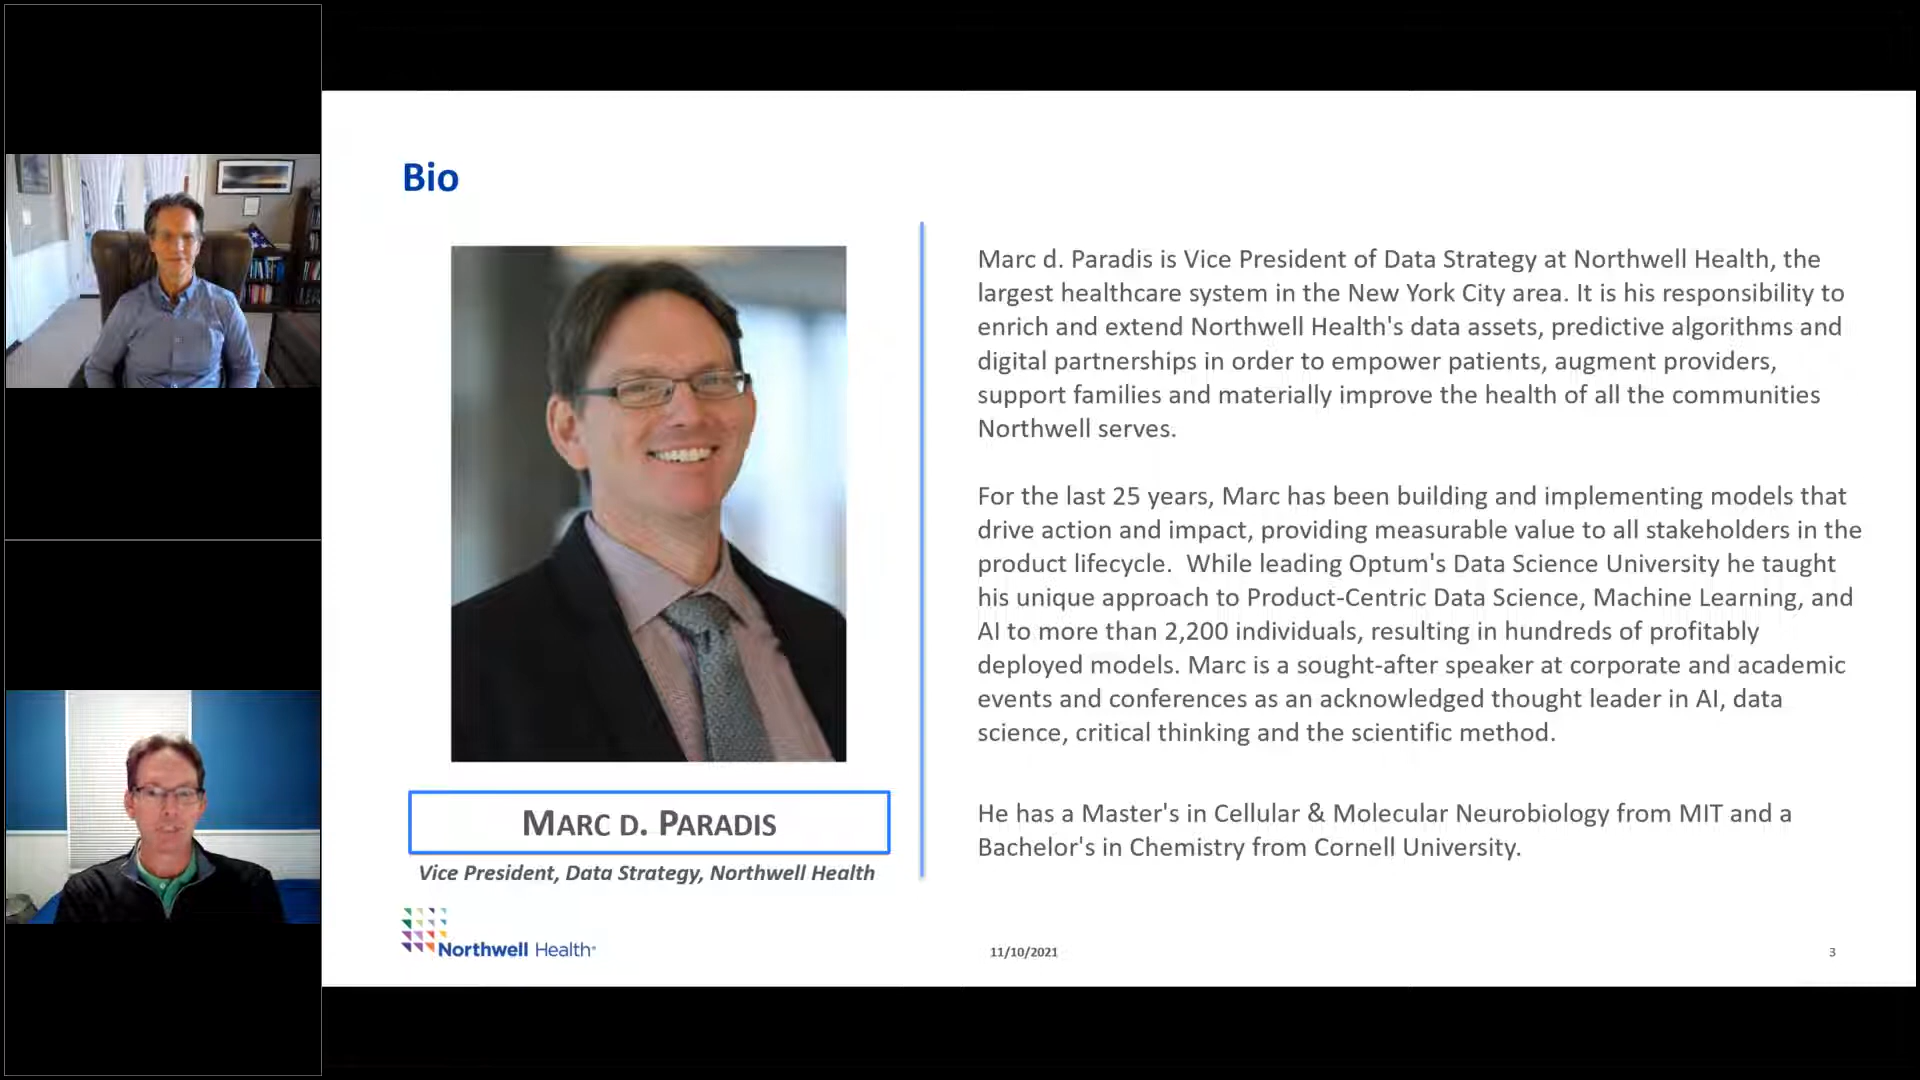 Bio
Marc d. Paradis is Vice President of Data Strategy at Northwell Health, the
largest healthcare system in the New York City area. It is his responsibility to
enrich and extend Northwell Health's data assets, predictive algorithms and
digital partnerships in order to empower patients, augment providers,
support families and materially improve the health of all the communities
Northwell serves.
For the last 25 years, Marc has been building and implementing models that
drive action and impact, providing measurable value to all stakeholders in the
product lifecycle.  While leading Optum's Data Science University he taught
his unique approach to Product-Centric Data Science, Machine Learning, and
AI to more than 2,200 individuals, resulting in hundreds of profitably
deployed models. Marc is a sought-after speaker at corporate and academic
events and conferences as an acknowledged thought leader in AI, data
science, critical thinking and the scientific method.
He has a Master's in Cellular & Molecular Neurobiology from MIT and a
Bachelor's in Chemistry from Cornell University.
MARC D. PARADIS
Vice President, Data Strategy, Northwell Health
Northwell Health®
11/10/2021
3